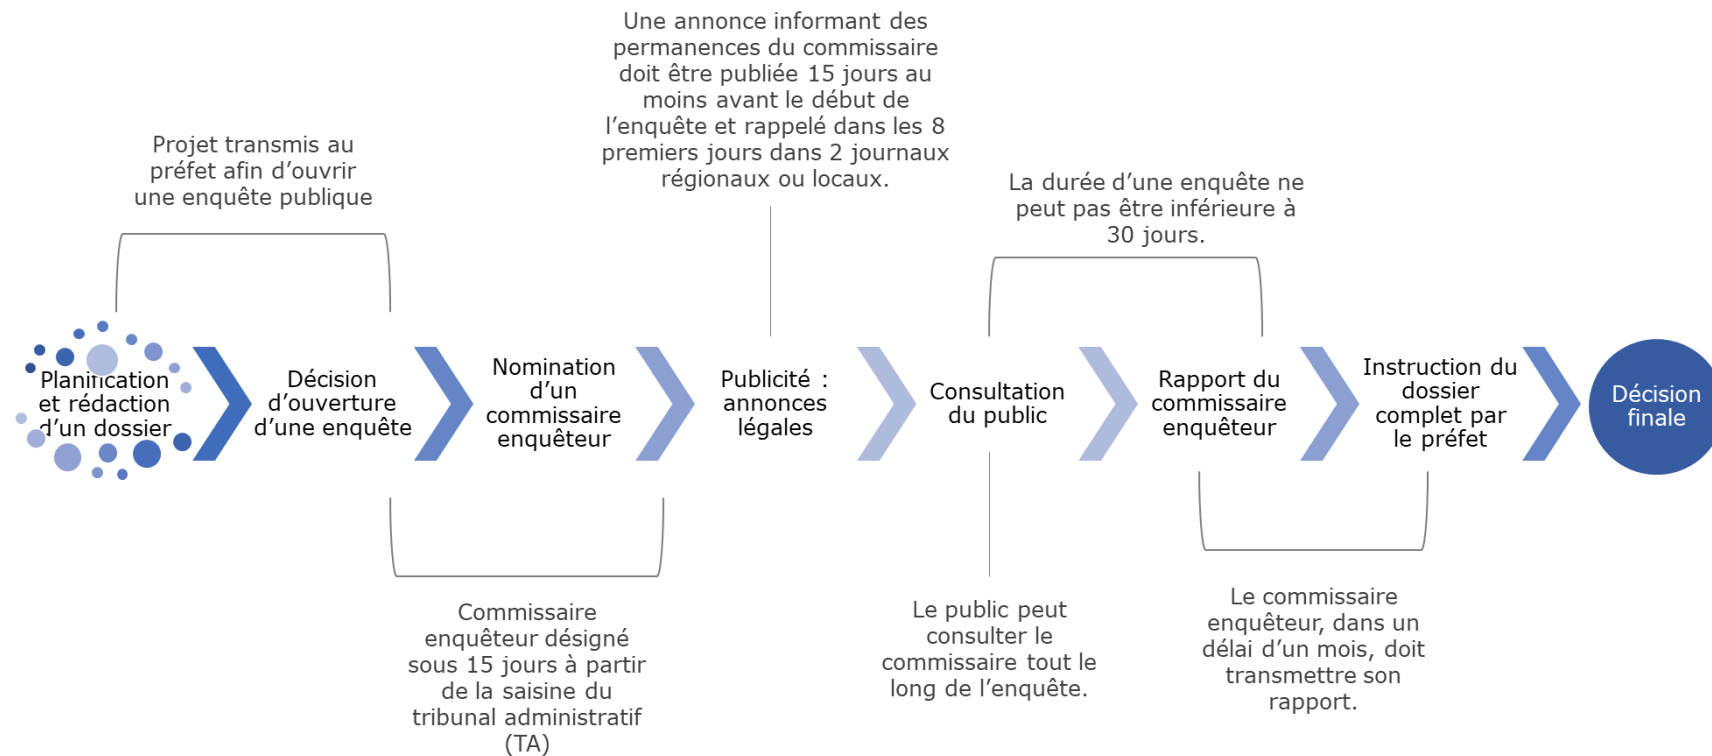 Une annonce informant des
permanences du commissaire
doit être publiée 15 jours au
moins avant le début de
l’enquête et rappelé dans les 8
premiers jours dans 2 journaux
régionaux ou locaux.
Projet transmis au
préfet afin d’ouvrir
une enquête publique
La durée d’une enquête ne
peut pas être inférieure à
30 jours.
Planification
et rédaction
d’un dossier
Décision
d’ouverture
d’une enquête
Nomination
d’un
commissaire
enquêteur
Publicité :
annonces
légales
Consultation
du public
Rapport du
commissaire
enquêteur
Instruction du
dossier
complet par
le préfet
Décision
finale
Commissaire
enquêteur désigné
sous 15 jours à partir
de la saisine du
tribunal administratif
(TA)
Le public peut
consulter le
commissaire tout le
long de l’enquête.
Le commissaire
enquêteur, dans un
délai d’un mois, doit
transmettre son
rapport.